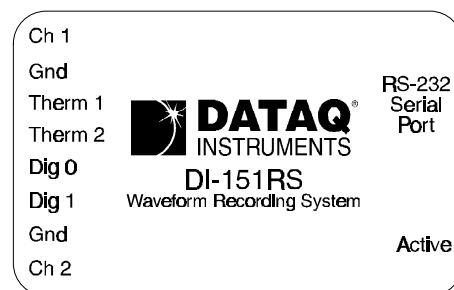 Ch 1
Gnd
Therm 1
Therm 2
Dig 0
Dig 1
Gnd
Ch 2
DATAQ®
INSTRUMENTS
DI-151RS
Waveform Recording System
RS-232
Serial
Port
Active